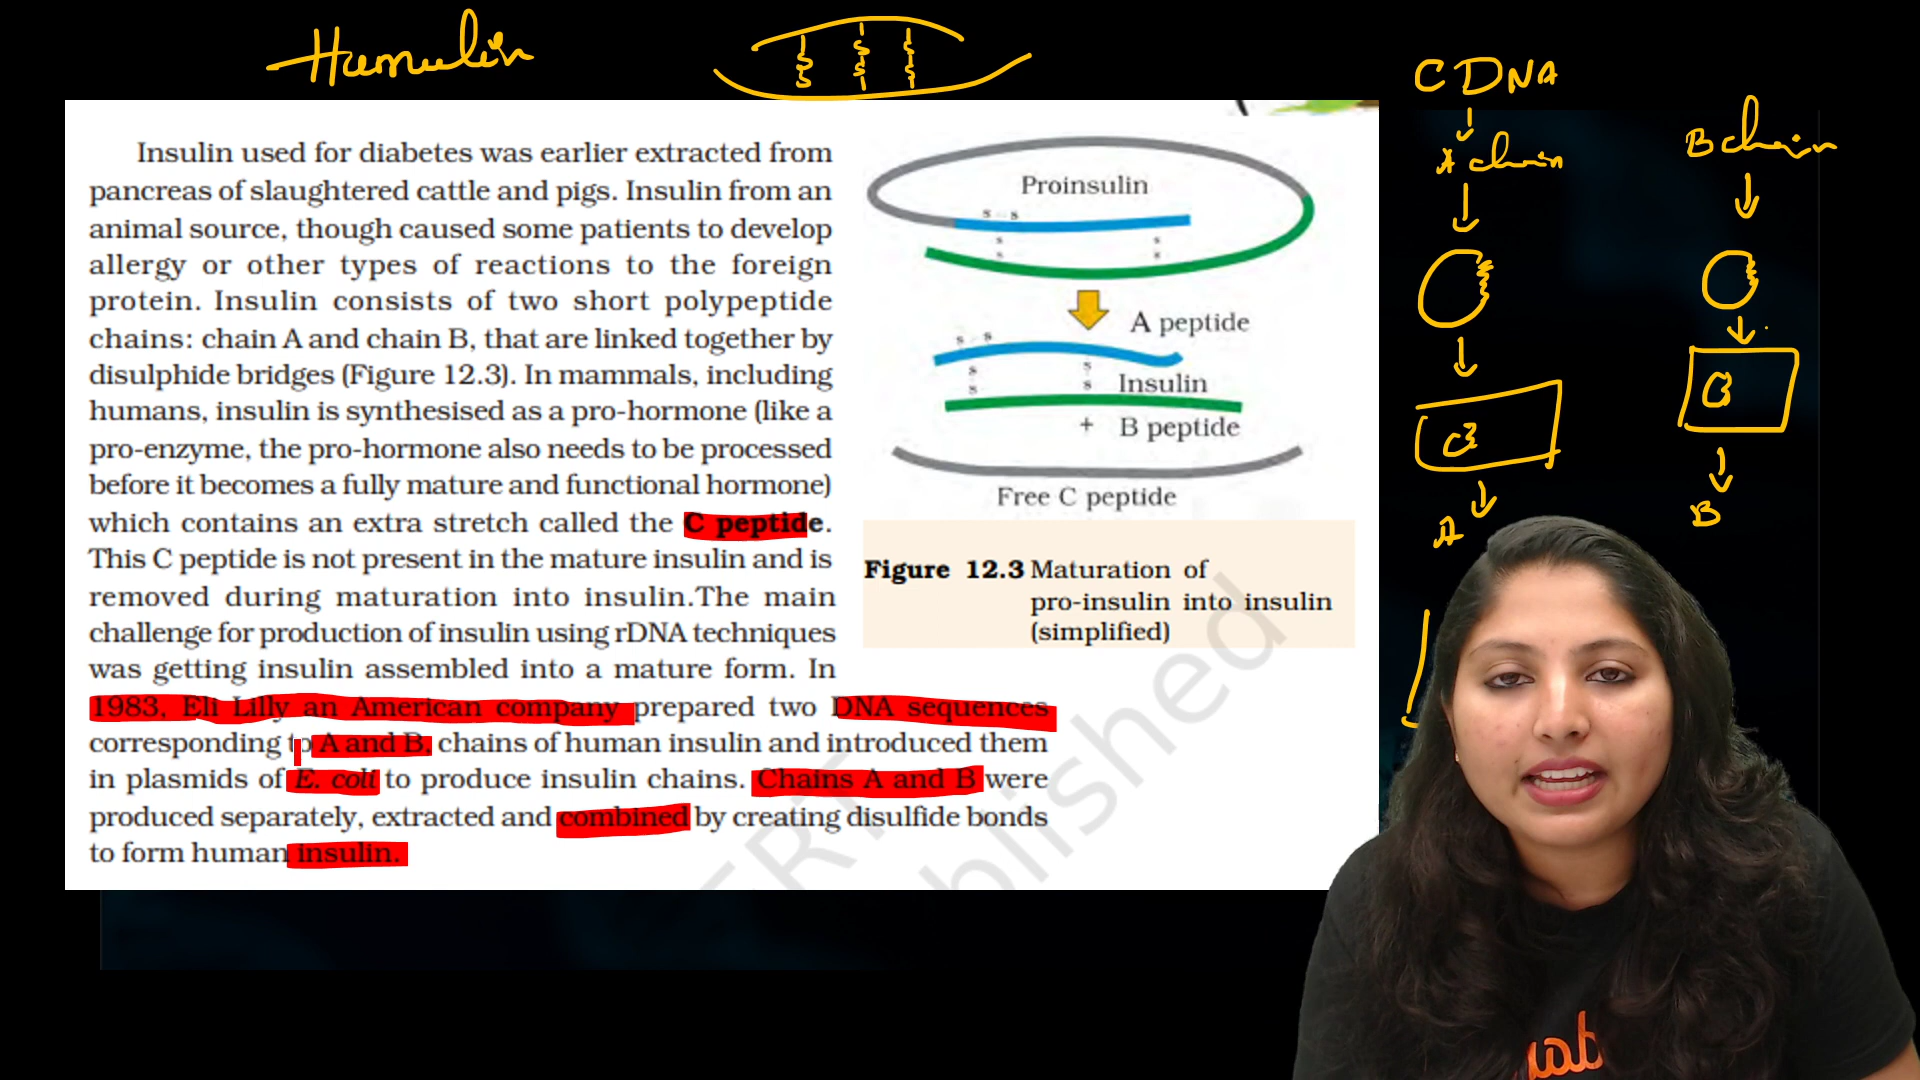 Humulin
Insulin used for diabetes was earlier extracted from
pancreas of slaughtered cattle and pigs. Insulin from an
animal source, though caused some patients to develop
allergy or other types of reactions to the foreign
protein. Insulin consists of two short polypeptide
chains: chain A and chain B, that are linked together by
disulphide bridges (Figure 12.3). In mammals, including
humans, insulin is synthesised as a pro-hormone (like a
pro-enzyme, the pro-hormone also needs to be processed
before it becomes a fully mature and functional hormone)
which contains an extra stretch called the C peptide.
This C peptide is not present in the mature insulin and is
removed during maturation into insulin.The main
challenge for production of insulin using rDNA techniques
was getting insulin assembled into a mature form. In
1983, Eli Lilly an American company prepared two DNA sequences
corresponding to A and B, chains of human insulin and introduced them
in plasmids of E. coli to produce insulin chains. Chains A and B were
produced separately, extracted and combined by creating disulfide bonds
to form human insulin.
Proinsulin
s s
s s
s s
A peptide
s s
s s
s s
Insulin
+ B peptide
Free C peptide
Figure 12.3 Maturation of
pro-insulin into insulin
(simplified)
CDNA
A chain
A
B chain
B